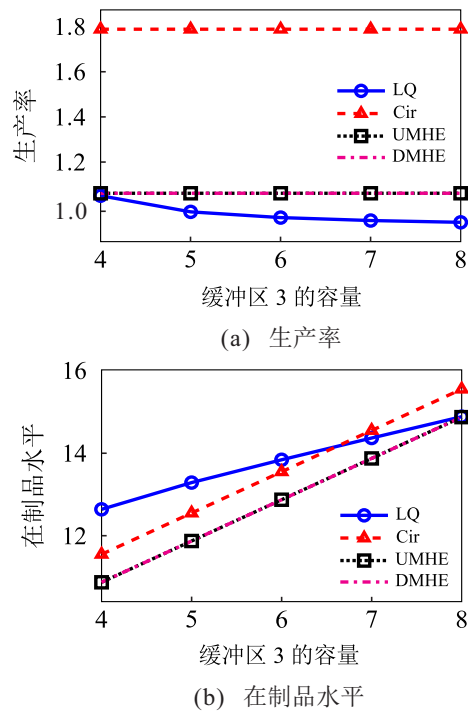 1.8
1.6
1.4
1.2
1.0
生产率
LQ
Cir
UMHE
DMHE
4 5 6 7 8
缓冲区 3 的容量
(a) 生产率
16
14
12
在制品水平
LQ
Cir
UMHE
DMHE
4 5 6 7 8
缓冲区 3 的容量
(b) 在制品水平